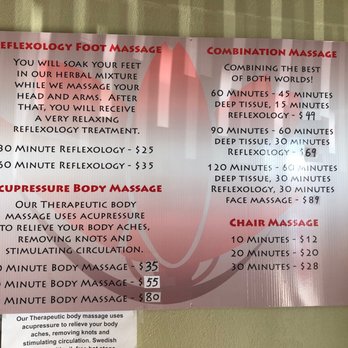 REFLEXOLOGY FOOT MASSAGE
YOU WILL SOAK YOUR FEET
IN OUR HERBAL MIXTURE
WHILE WE MASSAGE YOUR
HEAD AND ARMS. AFTER
THAT, YOU WILL RECEIVE
A VERY RELAXING
REFLEXOLOGY TREATMENT.
30 MINUTE REFLEXOLOGY - $25
60 MINUTE REFLEXOLOGY - $35
ACUPRESSURE BODY MASSAGE
OUR THERAPEUTIC BODY
MASSAGE USES ACUPRESSURE
TO RELIEVE YOUR BODY ACHES,
REMOVING KNOTS AND
STIMULATING CIRCULATION.
MINUTE BODY MASSAGE - $35
MINUTE BODY MASSAGE - $55
MINUTE BODY MASSAGE - $80
COMBINATION MASSAGE
COMBINING THE BEST
OF BOTH WORLDS!
60 MINUTES - 45 MINUTES
DEEP TISSUE, 15 MINUTES
REFLEXOLOGY - $49
90 MINUTES - 60 MINUTES
DEEP TISSUE, 30 MINUTES
REFLEXOLOGY - $69
120 MINUTES - 60 MINUTES
DEEP TISSUE, 30 MINUTES
REFLEXOLOGY, 30 MINUTES
FACE MASSAGE - $89
CHAIR MASSAGE
10 MINUTES - $12
20 MINUTES - $20
30 MINUTES - $28
Our Therapeutic body massage uses
acupressure to relieve your body
aches, removing knots and
stimulating circulation. Swedish